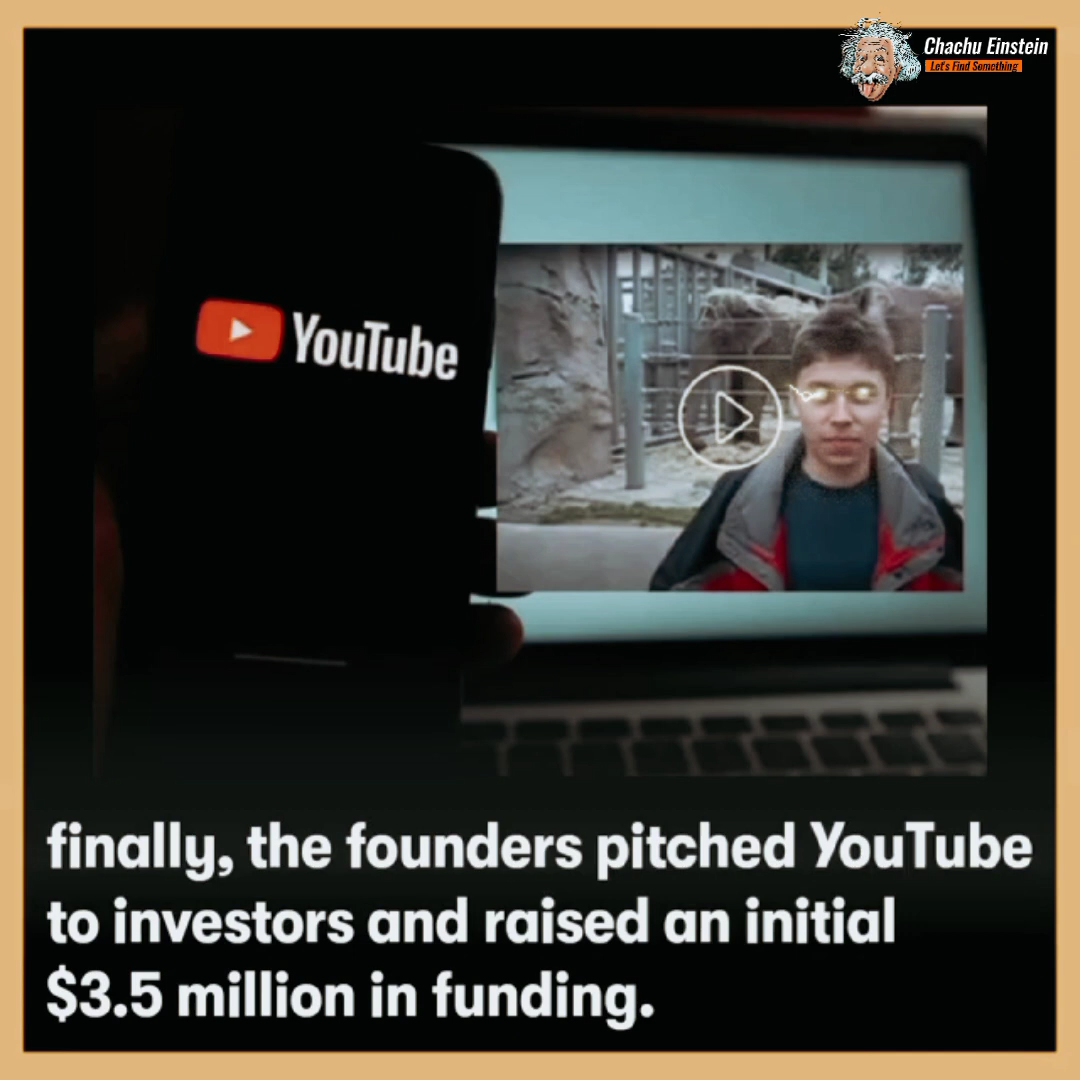 Chachu Einstein
Let's Find Something
YouTube
finally, the founders pitched YouTube
to investors and raised an initial
$3.5 million in funding.